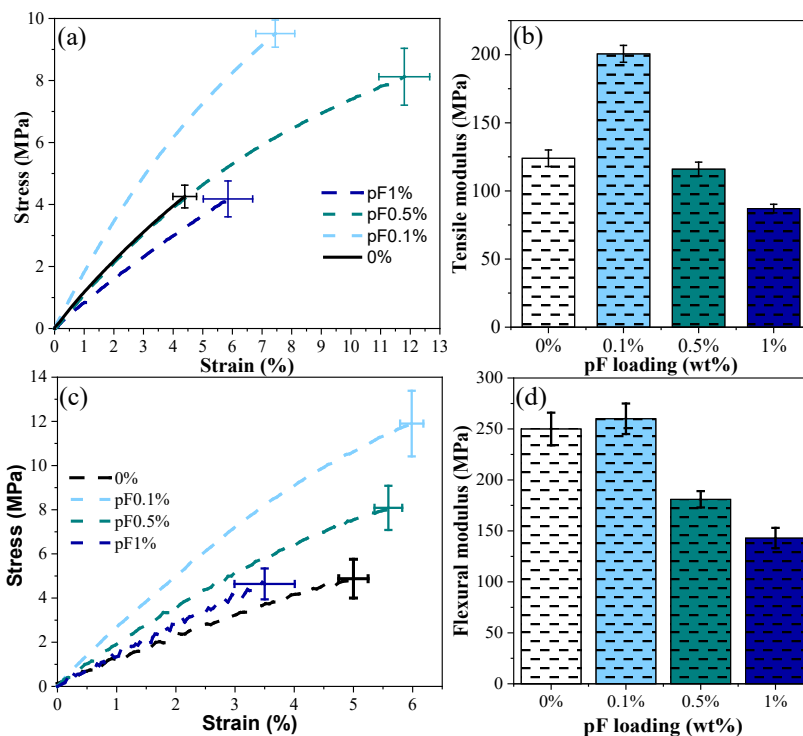 (a)
Stress (MPa)
10
8
6
4
2
0
pF1%
pF0.5%
pF0.1%
0%
0 1 2 3 4 5 6 7 8 9 10 11 12 13
Strain (%)
(b)
Tensile modulus (MPa)
200
150
100
50
0
0% 0.1% 0.5% 1%
pF loading (wt%)
(c)
Stress (MPa)
14
12
10
8
6
4
2
0
0%
pF0.1%
pF0.5%
pF1%
0 1 2 3 4 5 6
Strain (%)
(d)
Flexural modulus (MPa)
300
250
200
150
100
50
0
0% 0.1% 0.5% 1%
pF loading (wt%)